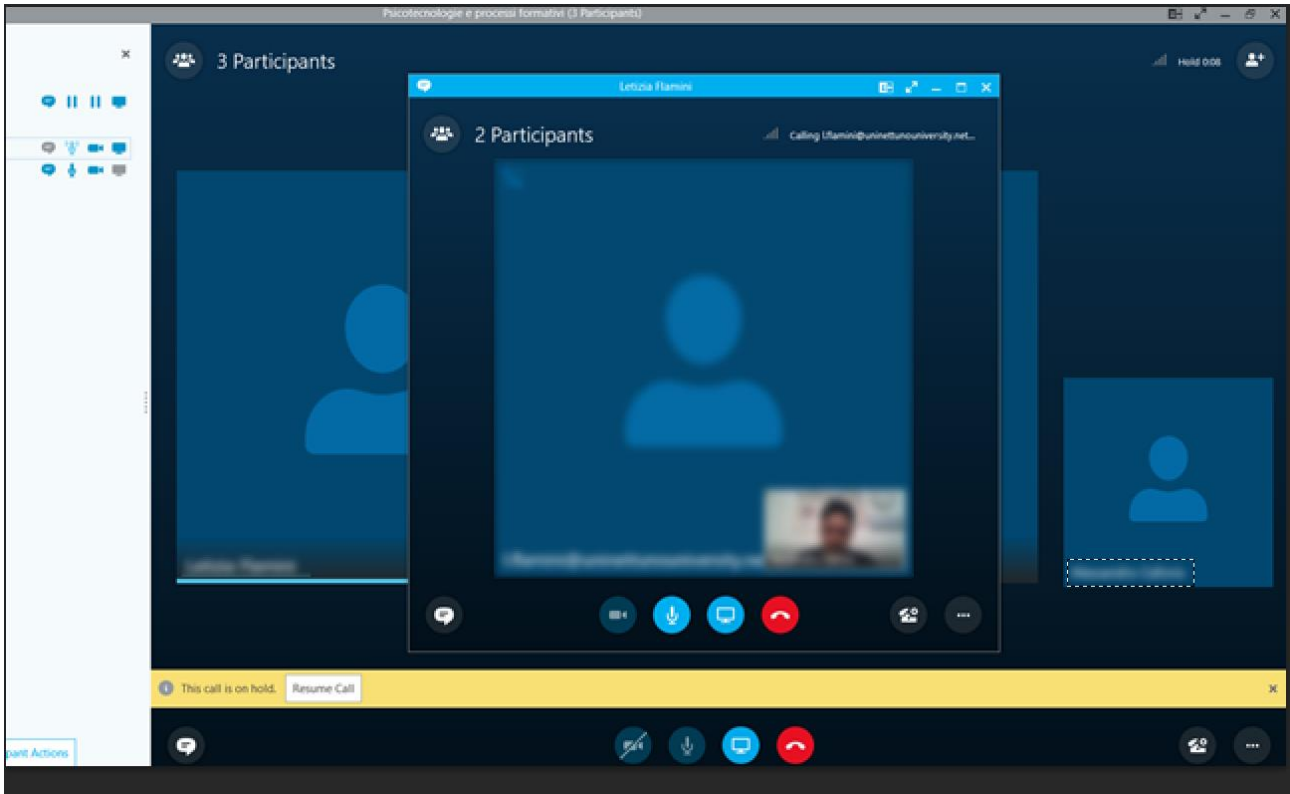 Psicotecnologie e processi formativi (3 Participants)
3 Participants
Hold 0:08
Letizia Flamini
2 Participants
Calling l.flamini@uninettunouniversity.net...
This call is on hold.
Resume Call
pant Actions